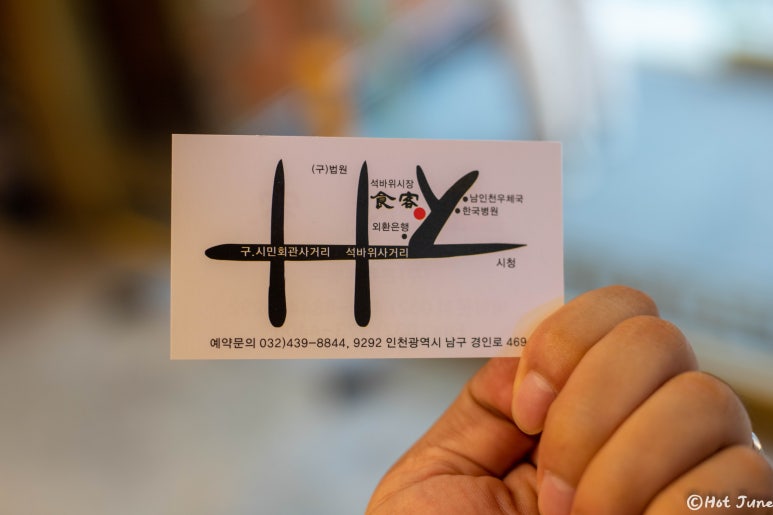 (구)법원
석바위시장
食客
남인천우체국
한국병원
외환은행
구.시민회관사거리
석바위사거리
시청
예약문의 032)439-8844, 9292 인천광역시 남구 경인로 469
©Hot June